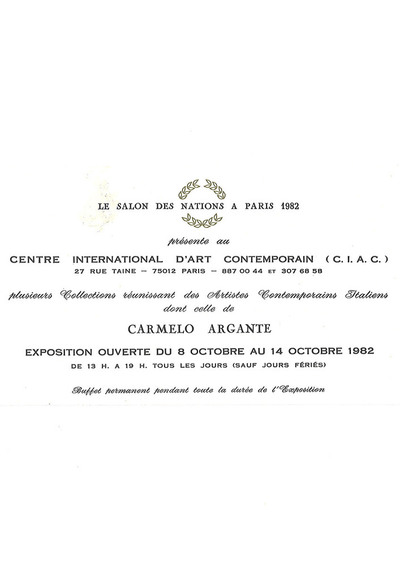 LE SALON DES NATIONS A PARIS 1982
présente au
CENTRE INTERNATIONAL D'ART CONTEMPORAIN (C.I.A.C.)
27 RUE TAINE — 75012 PARIS — 887 00 44 ET 307 68 58
plusieurs Collections réunissant des Artistes Contemporains Italiens
dont celle de
CARMELO ARGANTE
EXPOSITION OUVERTE DU 8 OCTOBRE AU 14 OCTOBRE 1982
DE 13 H. A 19 H. TOUS LES JOURS (SAUF JOURS FÉRIÉS)
Buffet permanent pendant toute la durée de l'Exposition